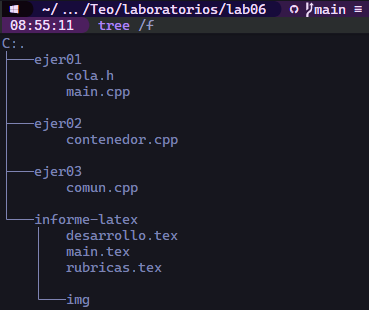 ~/.../Teo/laboratorios/lab06 main ≡
08:55:11 tree /f
C:.
├───ejer01
│       cola.h
│       main.cpp
│
├───ejer02
│       contenedor.cpp
│
├───ejer03
│       comun.cpp
│
└───informe-latex
    │   desarrollo.tex
    │   main.tex
    │   rubricas.tex
    │
    └───img